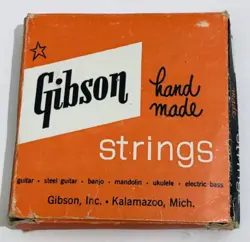 Gibson
hand
made
strings
guitar · steel guitar · banjo · mandolin · ukulele · electric bass
Gibson, Inc. • Kalamazoo, Mich.